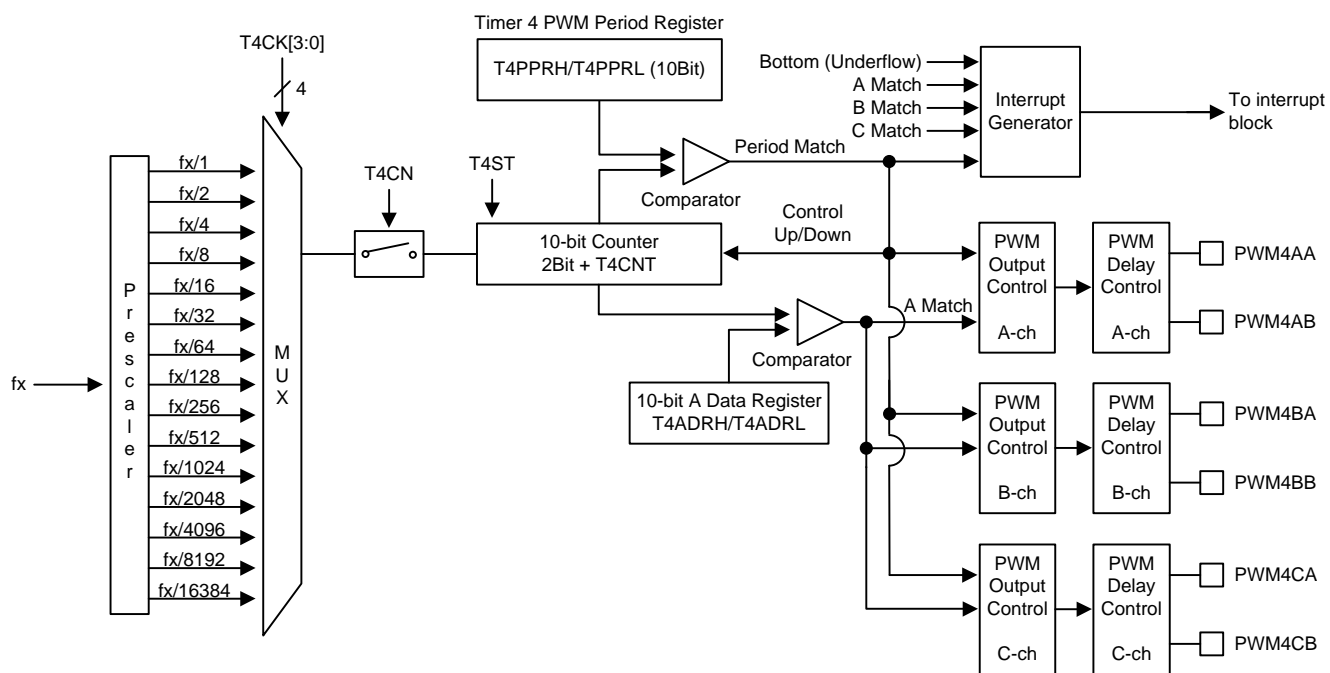 Timer 4 PWM Period Register
T4CK[3:0]
4
T4PPRH/T4PPRL (10Bit)
Bottom (Underflow)
A Match
B Match
C Match
Interrupt
Generator
To interrupt
block
Period Match
Comparator
fx
Prescaler
fx/1
fx/2
fx/4
fx/8
fx/16
fx/32
fx/64
fx/128
fx/256
fx/512
fx/1024
fx/2048
fx/4096
fx/8192
fx/16384
MUX
T4CN
T4ST
10-bit Counter
2Bit + T4CNT
Control
Up/Down
A Match
Comparator
10-bit A Data Register
T4ADRH/T4ADRL
PWM
Output
Control
A-ch
PWM
Delay
Control
A-ch
PWM4AA
PWM4AB
PWM
Output
Control
B-ch
PWM
Delay
Control
B-ch
PWM4BA
PWM4BB
PWM
Output
Control
C-ch
PWM
Delay
Control
C-ch
PWM4CA
PWM4CB